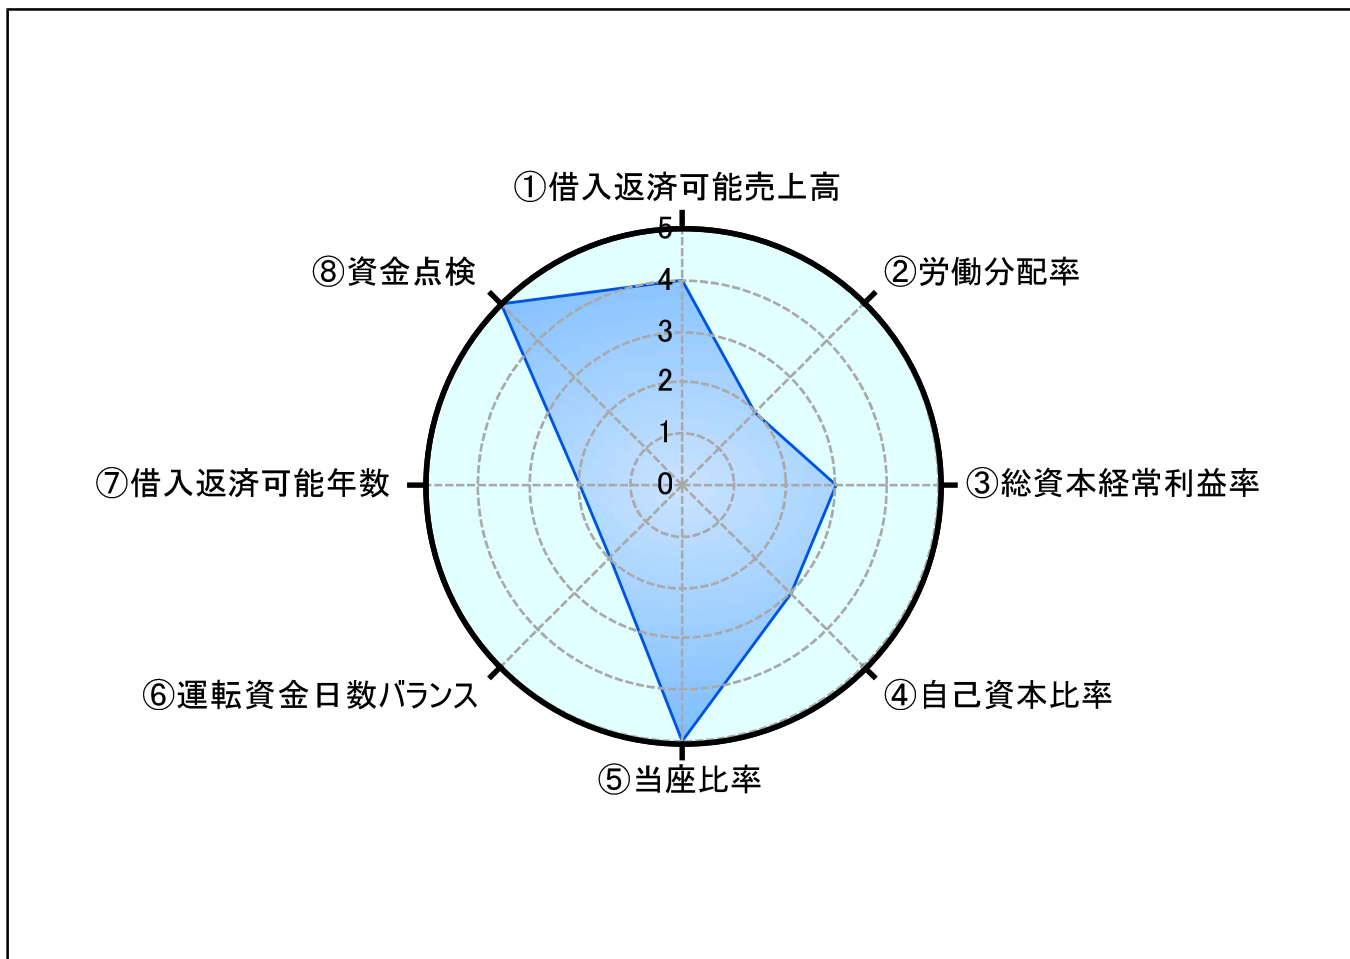 ①借入返済可能売上高
⑧資金点検
②労働分配率
5
4
3
2
1
0
⑦借入返済可能年数
③総資本経常利益率
⑥運転資金日数バランス
④自己資本比率
⑤当座比率